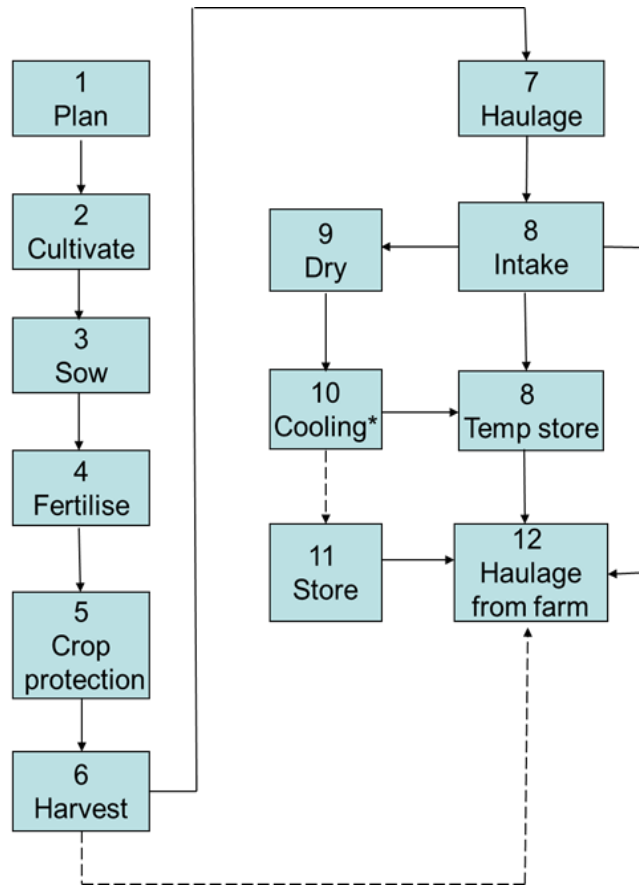 1
Plan
2
Cultivate
3
Sow
4
Fertilise
5
Crop
protection
6
Harvest
7
Haulage
8
Intake
9
Dry
10
Cooling*
8
Temp store
11
Store
12
Haulage
from farm